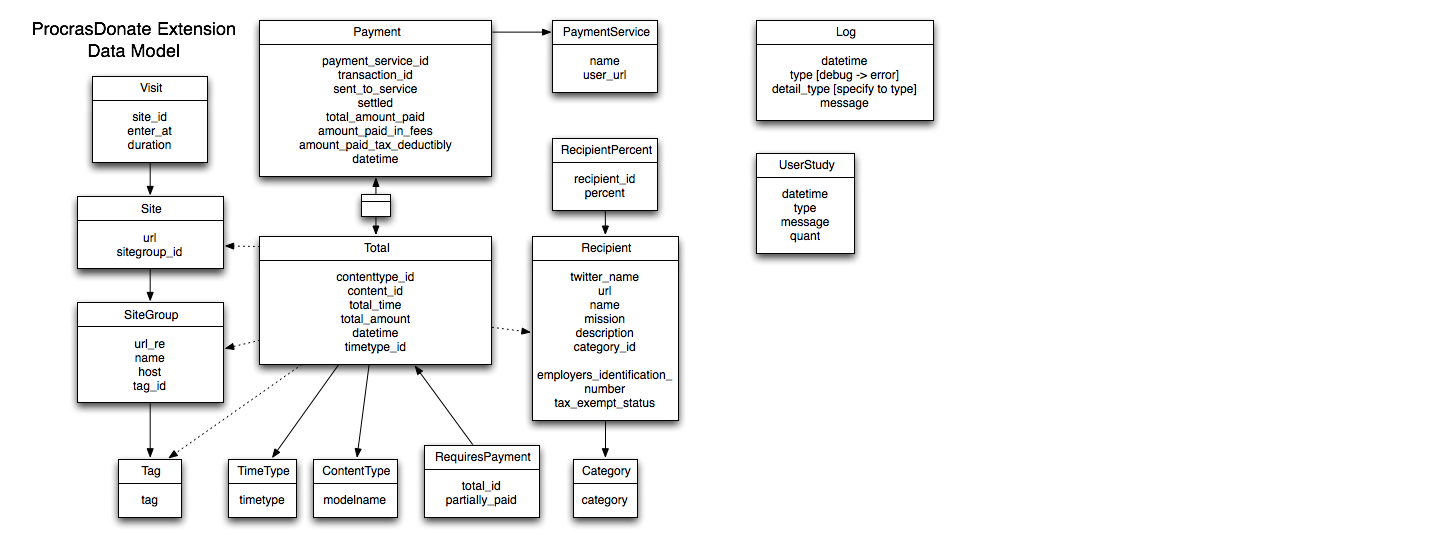 ProcrasDonate Extension
Data Model
Visit
site_id
enter_at
duration
Site
url
sitegroup_id
SiteGroup
url_re
name
host
tag_id
Tag
tag
Payment
payment_service_id
transaction_id
sent_to_service
settled
total_amount_paid
amount_paid_in_fees
amount_paid_tax_deductibly
datetime
Total
contenttype_id
content_id
total_time
total_amount
datetime
timetype_id
TimeType
timetype
ContentType
modelname
RequiresPayment
total_id
partially_paid
PaymentService
name
user_url
RecipientPercent
recipient_id
percent
Recipient
twitter_name
url
name
mission
description
category_id
employers_identification_
number
tax_exempt_status
Category
category
Log
datetime
type [debug -> error]
detail_type [specify to type]
message
UserStudy
datetime
type
message
quant